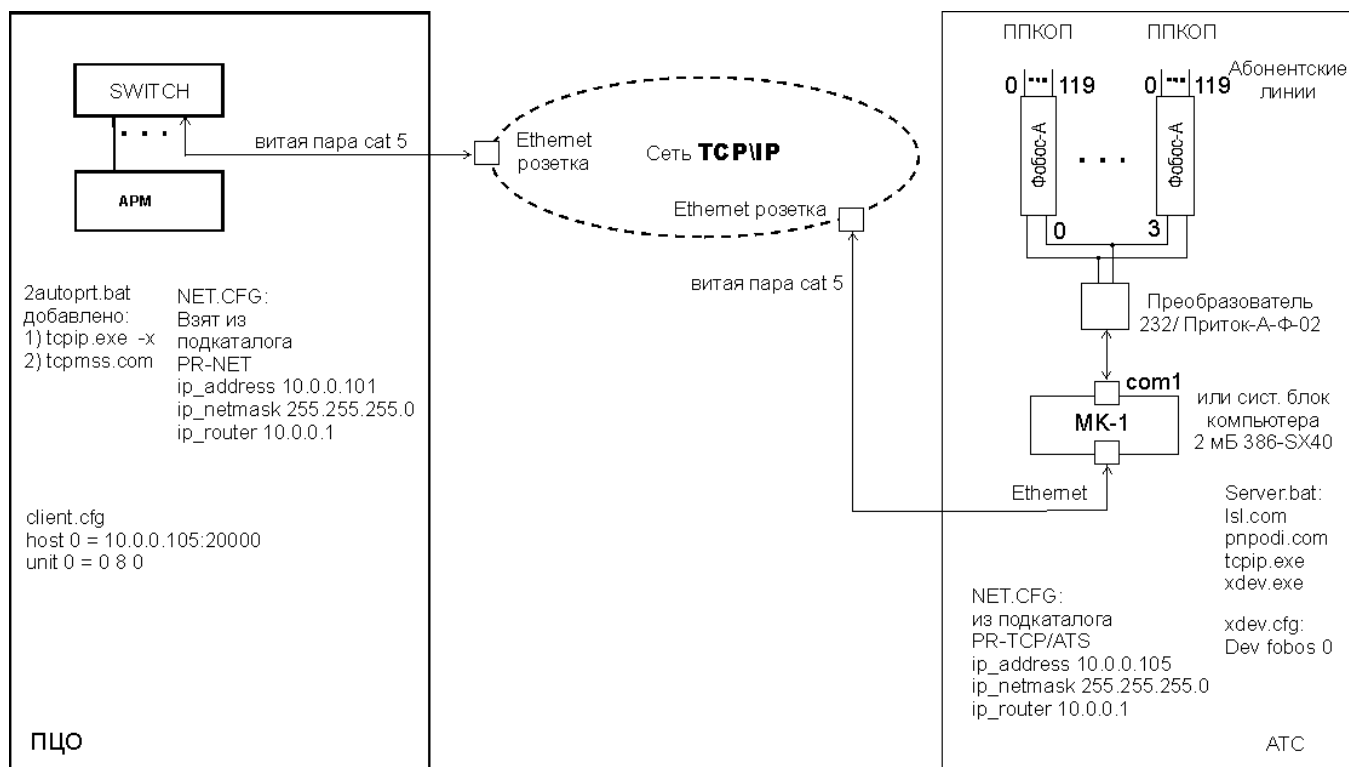 SWITCH
. . .
АРМ
витая пара cat 5
2autoprt.bat
добавлено:
1) tcpip.exe -x
2) tcpmss.com
NET.CFG:
Взят из
подкаталога
PR-NET
ip_address 10.0.0.101
ip_netmask 255.255.255.0
ip_router 10.0.0.1
client.cfg
host 0 = 10.0.0.105:20000
unit 0 = 0 8 0
ПЦО
Ethernet
розетка
Сеть TCP\IP
Ethernet розетка
витая пара cat 5
ППКОП
ППКОП
0 ... 119
0 ... 119
Абонентские
линии
Фобос-А
. . .
Фобос-А
0
3
Преобразователь
232/ Приток-А-Ф-02
com1
МК-1
или сист. блок
компьютера
2 мБ 386-SX40
Ethernet
Server.bat:
lsl.com
pnpodi.com
tcpip.exe
xdev.exe
xdev.cfg:
Dev fobos 0
NET.CFG:
из подкаталога
PR-TCP/ATS
ip_address 10.0.0.105
ip_netmask 255.255.255.0
ip_router 10.0.0.1
АТС